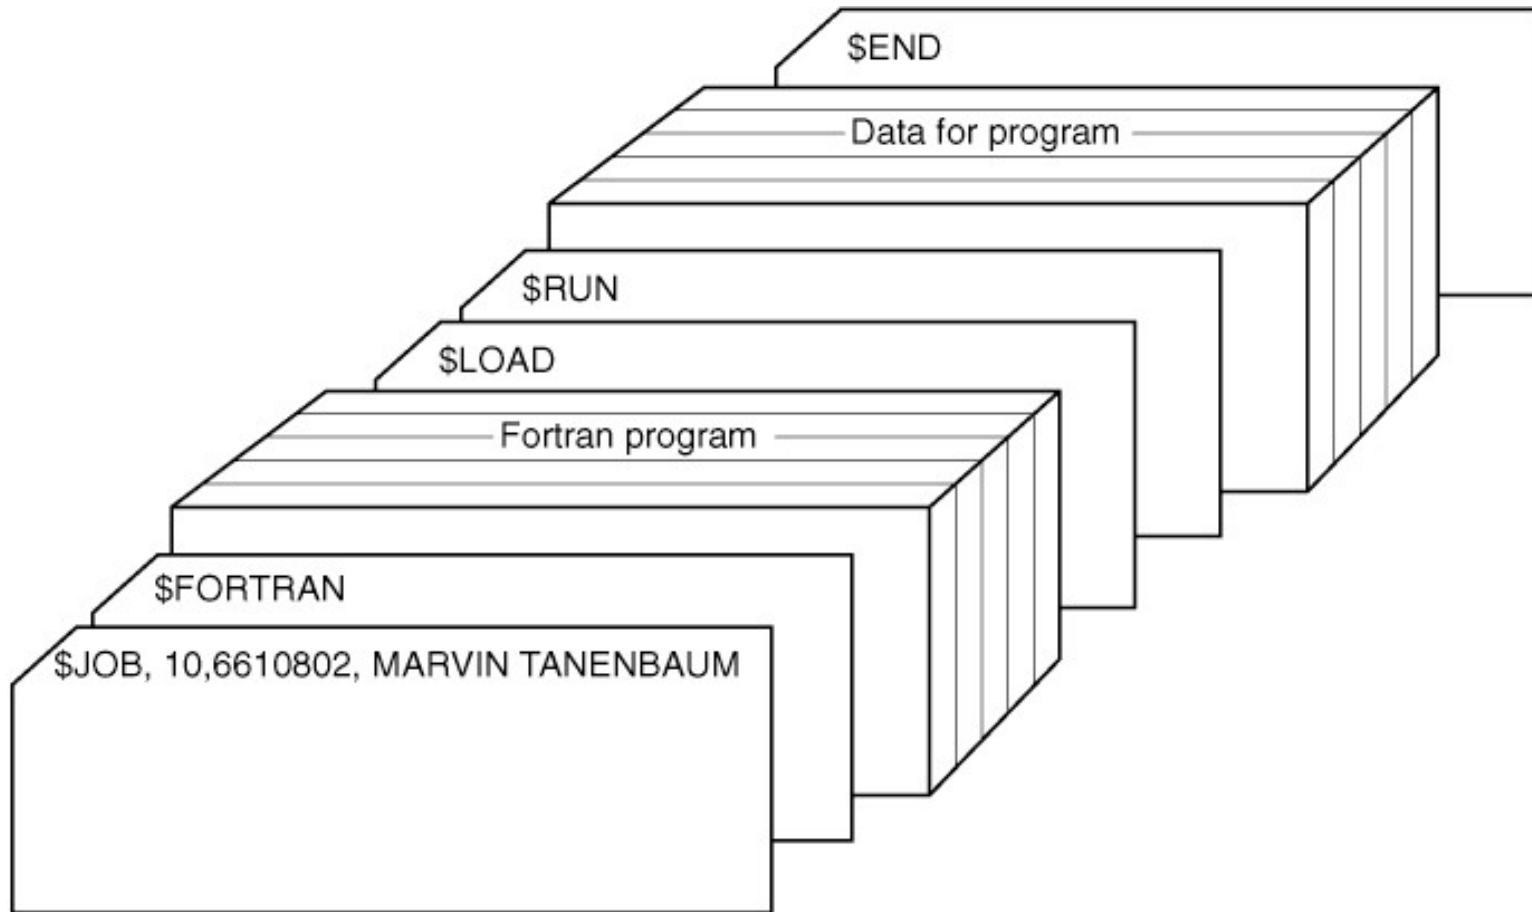 $END
Data for program
$RUN
$LOAD
Fortran program
$FORTRAN
$JOB, 10,6610802, MARVIN TANENBAUM